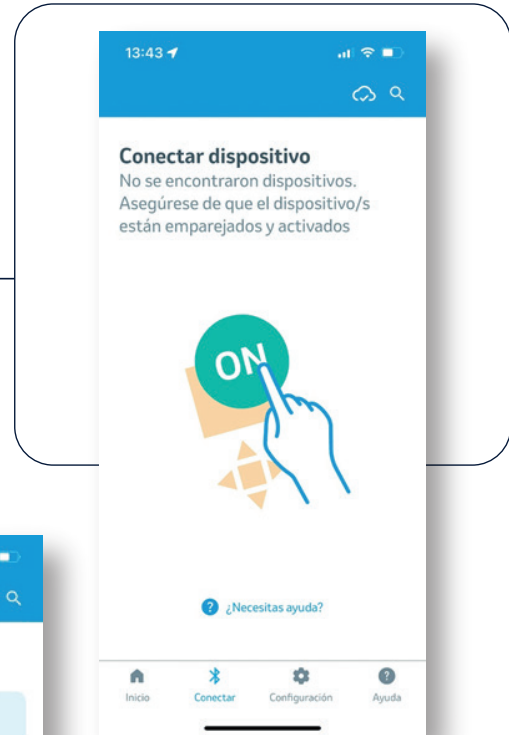 13:43
Conectar dispositivo
No se encontraron dispositivos.
Asegúrese de que el dispositivo/s
están emparejados y activados
ON
? ¿Necesitas ayuda?
Inicio Conectar Configuración Ayuda